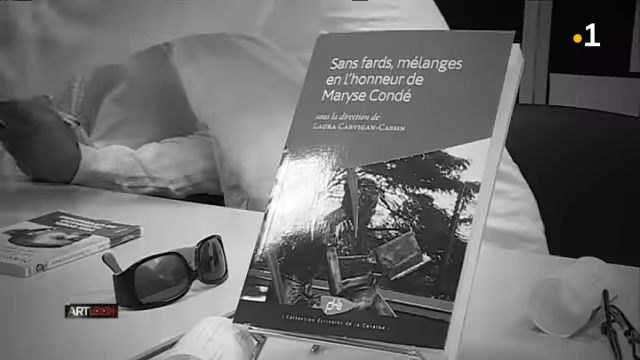 1
Sans fards, mélanges
en l'honneur de
Maryse Condé
sous la direction de
LAURA CARVIGAN-CASSIN
[ Collection Écrivains de la Caraïbe ]
ART